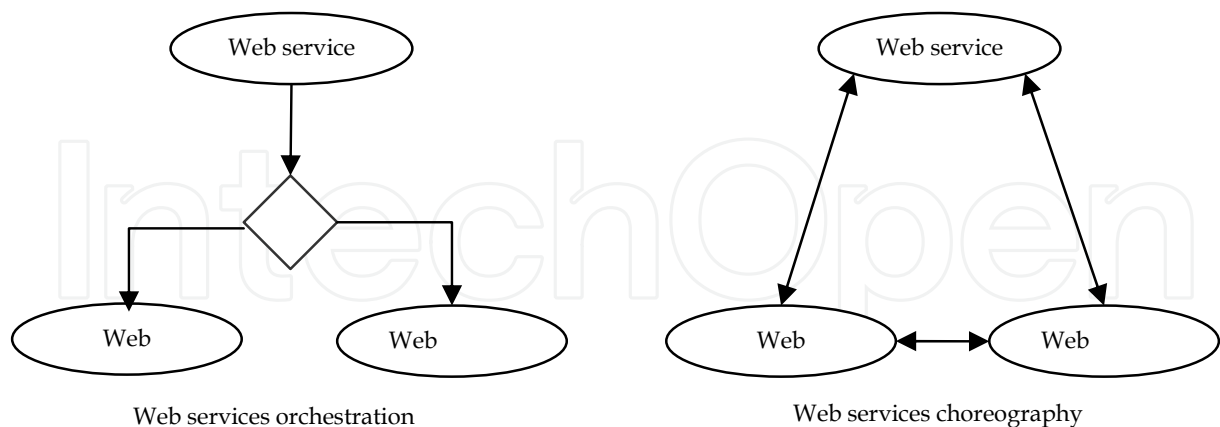 Web service
Web service
IntechOpen
Web
Web
Web
Web
Web services orchestration
Web services choreography